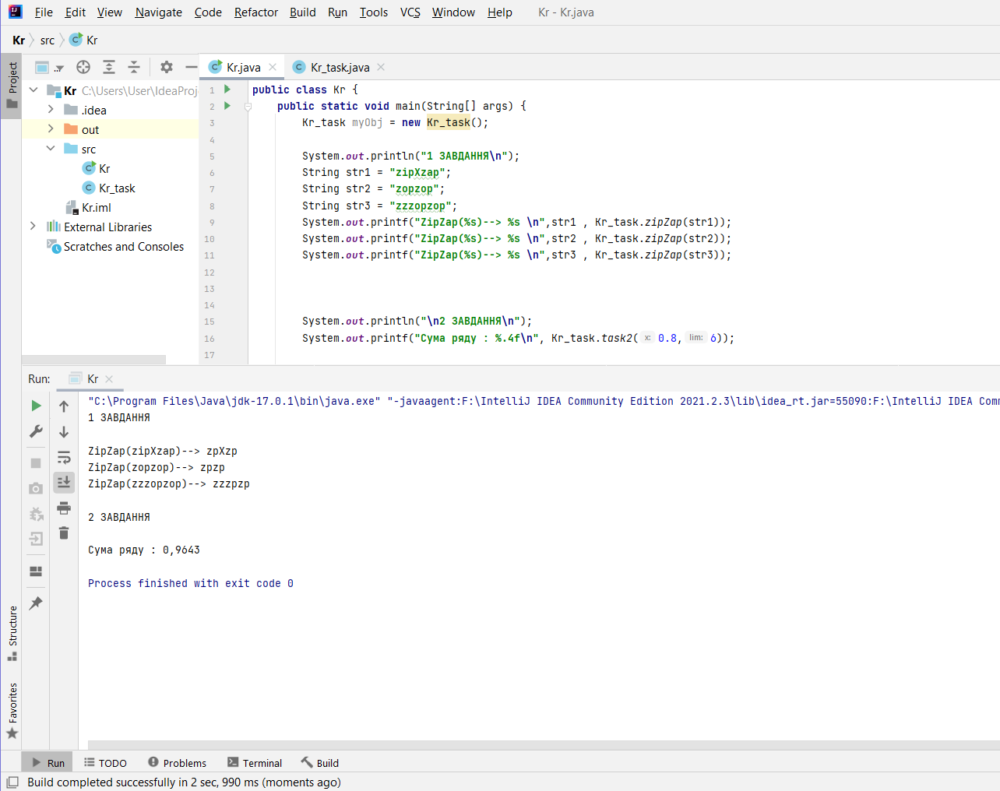 File Edit View Navigate Code Refactor Build Run Tools VCS Window Help Kr - Kr.java
Kr src Kr
Project
Kr.java Kr_task.java
Kr C:\Users\User\IdeaProj
.idea
out
src
Kr
Kr_task
Kr.iml
External Libraries
Scratches and Consoles
1 public class Kr {
2 public static void main(String[] args) {
3 Kr_task myObj = new Kr_task();
4
5 System.out.println("1 ЗАВДАННЯ\n");
6 String str1 = "zipXzap";
7 String str2 = "zopzop";
8 String str3 = "zzzopzop";
9 System.out.printf("ZipZap(%s)--> %s \n",str1 , Kr_task.zipZap(str1));
10 System.out.printf("ZipZap(%s)--> %s \n",str2 , Kr_task.zipZap(str2));
11 System.out.printf("ZipZap(%s)--> %s \n",str3 , Kr_task.zipZap(str3));
12
13
14
15 System.out.println("\n2 ЗАВДАННЯ\n");
16 System.out.printf("Сума ряду : %.4f\n", Kr_task.task2( x: 0.8, lim: 6));
17
Run: Kr
"C:\Program Files\Java\jdk-17.0.1\bin\java.exe" "-javaagent:F:\IntelliJ IDEA Community Edition 2021.2.3\lib\idea_rt.jar=55090:F:\IntelliJ IDEA Comm
1 ЗАВДАННЯ
ZipZap(zipXzap)--> zpXzp
ZipZap(zopzop)--> zpzp
ZipZap(zzzopzop)--> zzzpzp
2 ЗАВДАННЯ
Сума ряду : 0,9643
Process finished with exit code 0
Structure
Favorites
Run TODO Problems Terminal Build
Build completed successfully in 2 sec, 990 ms (moments ago)